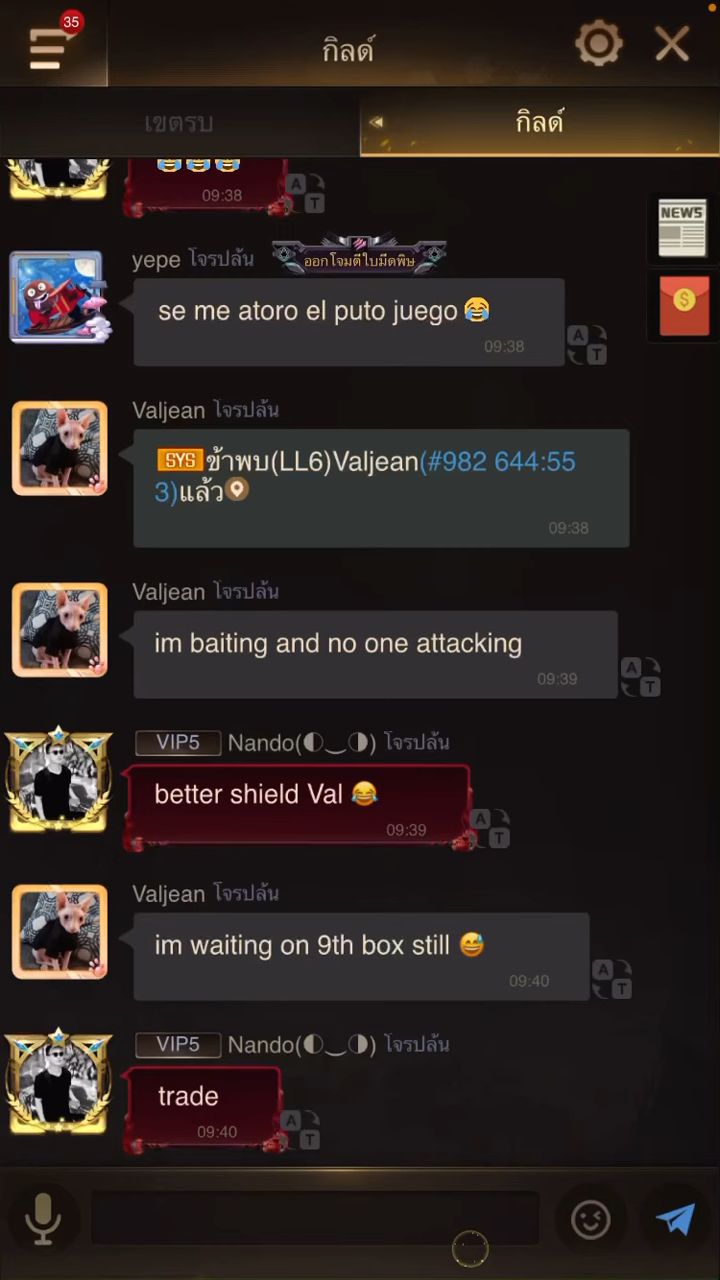 35
กิลด์
เขตรบ
กิลด์
😂😂😂
09:38
NEWS
yepe โจรปล้น
ออกโจมตีใบมีดพิษ
se me atoro el puto juego😂
09:38
Valjean โจรปล้น
SYS ข้าพบ(LL6)Valjean(#982 644:55
3)แล้ว
09:38
Valjean โจรปล้น
im baiting and no one attacking
09:39
VIP5 Nando(◐‿◑) โจรปล้น
better shield Val 😂
09:39
Valjean โจรปล้น
im waiting on 9th box still 😅
09:40
VIP5 Nando(◐‿◑) โจรปล้น
trade
09:40